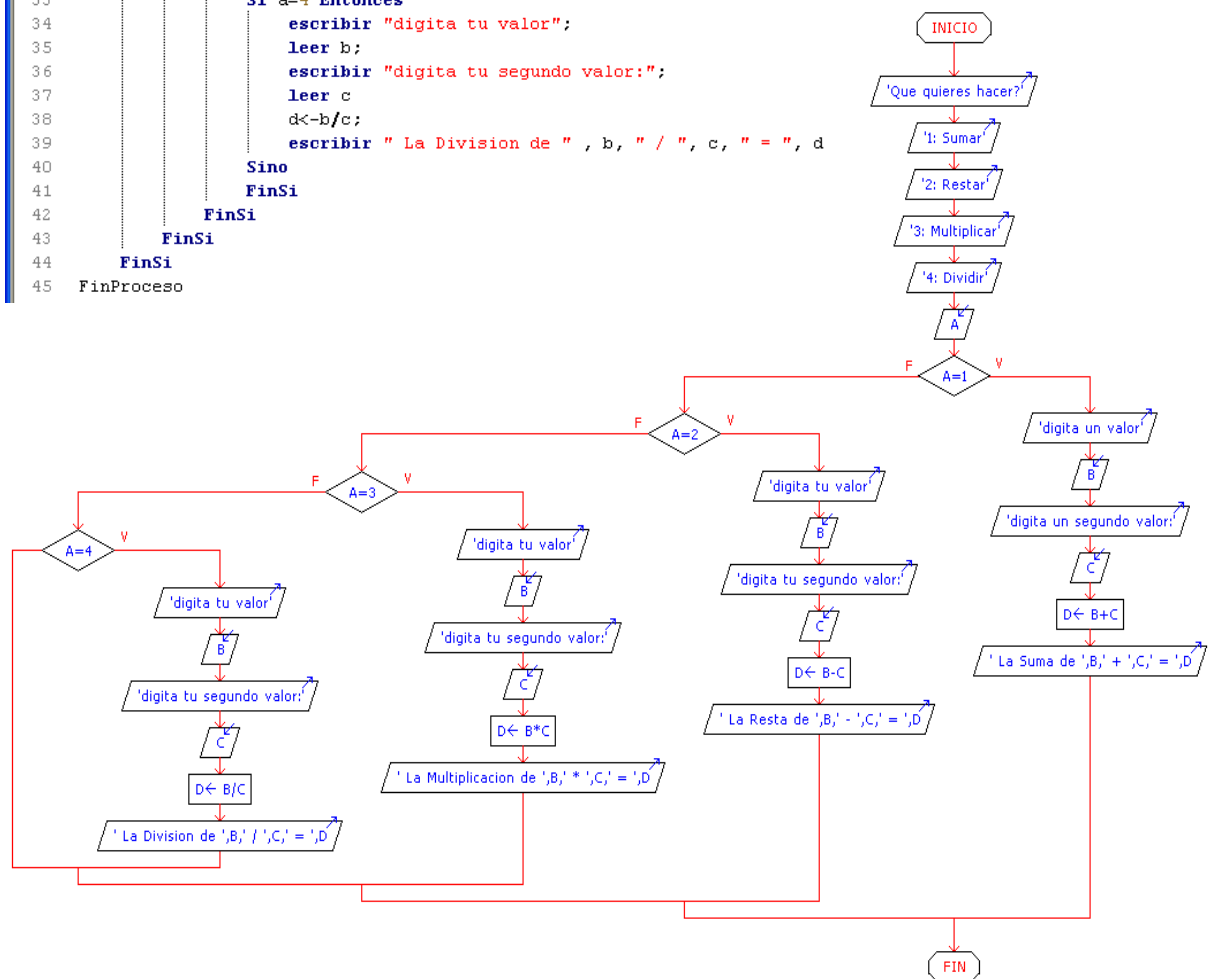 33 Si a=4 Entonces
34 escribir "digita tu valor";
35 leer b;
36 escribir "digita tu segundo valor:";
37 leer c
38 d<-b/c;
39 escribir " La Division de " , b, " / ", c, " = ", d
40 Sino
41 FinSi
42 FinSi
43 FinSi
44 FinSi
45 FinProceso
INICIO
'Que quieres hacer?'
'1: Sumar'
'2: Restar'
'3: Multiplicar'
'4: Dividir'
A
F A=1 V
F A=2 V
'digita un valor'
B
'digita un segundo valor:'
C
D← B+C
' La Suma de ',B,' + ',C,' = ',D
F A=3 V
'digita tu valor'
B
'digita tu segundo valor:'
C
D← B-C
' La Resta de ',B,' - ',C,' = ',D
A=4 V
'digita tu valor'
B
'digita tu segundo valor:'
C
D← B*C
' La Multiplicacion de ',B,' * ',C,' = ',D
'digita tu valor'
B
'digita tu segundo valor:'
C
D← B/C
' La Division de ',B,' / ',C,' = ',D
FIN